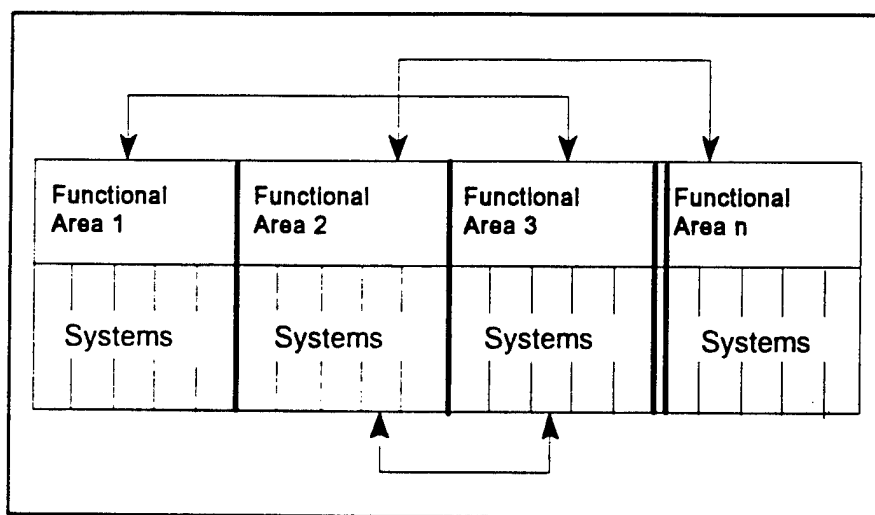 Functional
Area 1
Functional
Area 2
Functional
Area 3
Functional
Area n
Systems
Systems
Systems
Systems